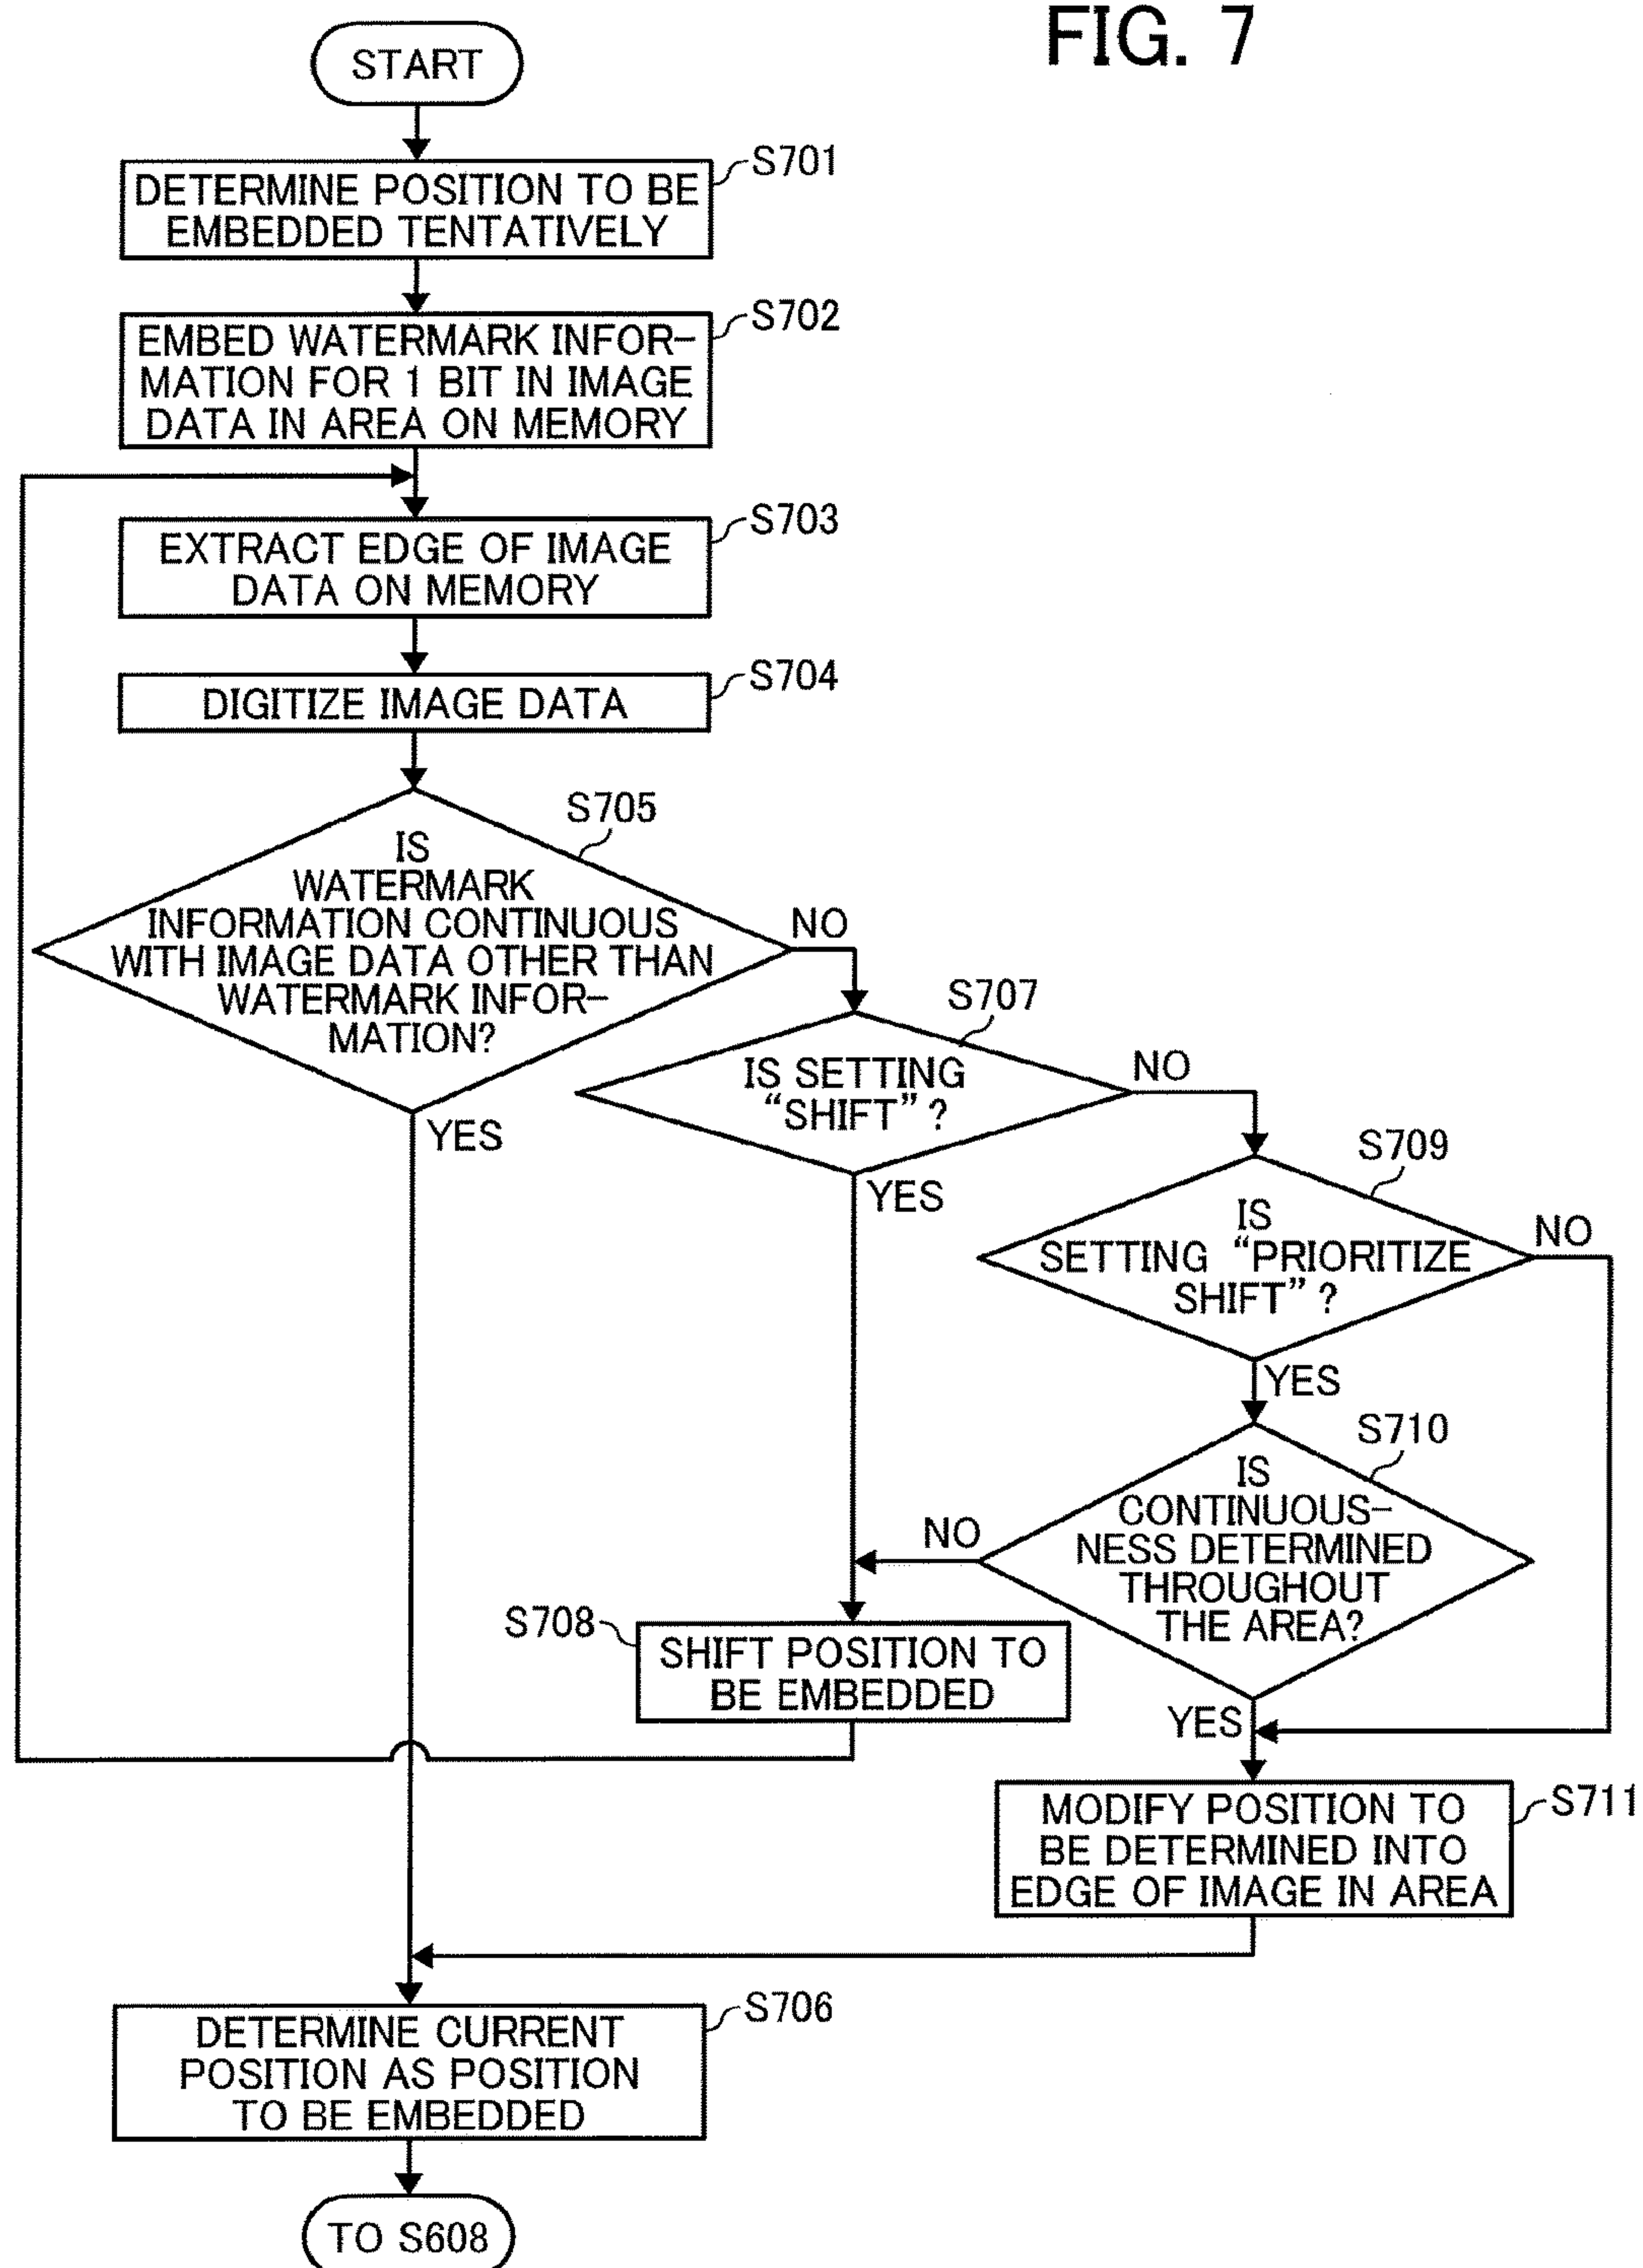 FIG. 7
START
S701
DETERMINE POSITION TO BE
EMBEDDED TENTATIVELY
S702
EMBED WATERMARK INFOR-
MATION FOR 1 BIT IN IMAGE
DATA IN AREA ON MEMORY
S703
EXTRACT EDGE OF IMAGE
DATA ON MEMORY
S704
DIGITIZE IMAGE DATA
S705
IS
WATERMARK
INFORMATION CONTINUOUS
WITH IMAGE DATA OTHER THAN
WATERMARK INFOR-
MATION?
NO
YES
S707
IS SETTING
“SHIFT”?
NO
YES
S709
IS
SETTING “PRIORITIZE
SHIFT”?
NO
YES
S710
IS
CONTINUOUS-
NESS DETERMINED
THROUGHOUT
THE AREA?
NO
YES
S708
SHIFT POSITION TO
BE EMBEDDED
S711
MODIFY POSITION TO
BE DETERMINED INTO
EDGE OF IMAGE IN AREA
S706
DETERMINE CURRENT
POSITION AS POSITION
TO BE EMBEDDED
TO S608